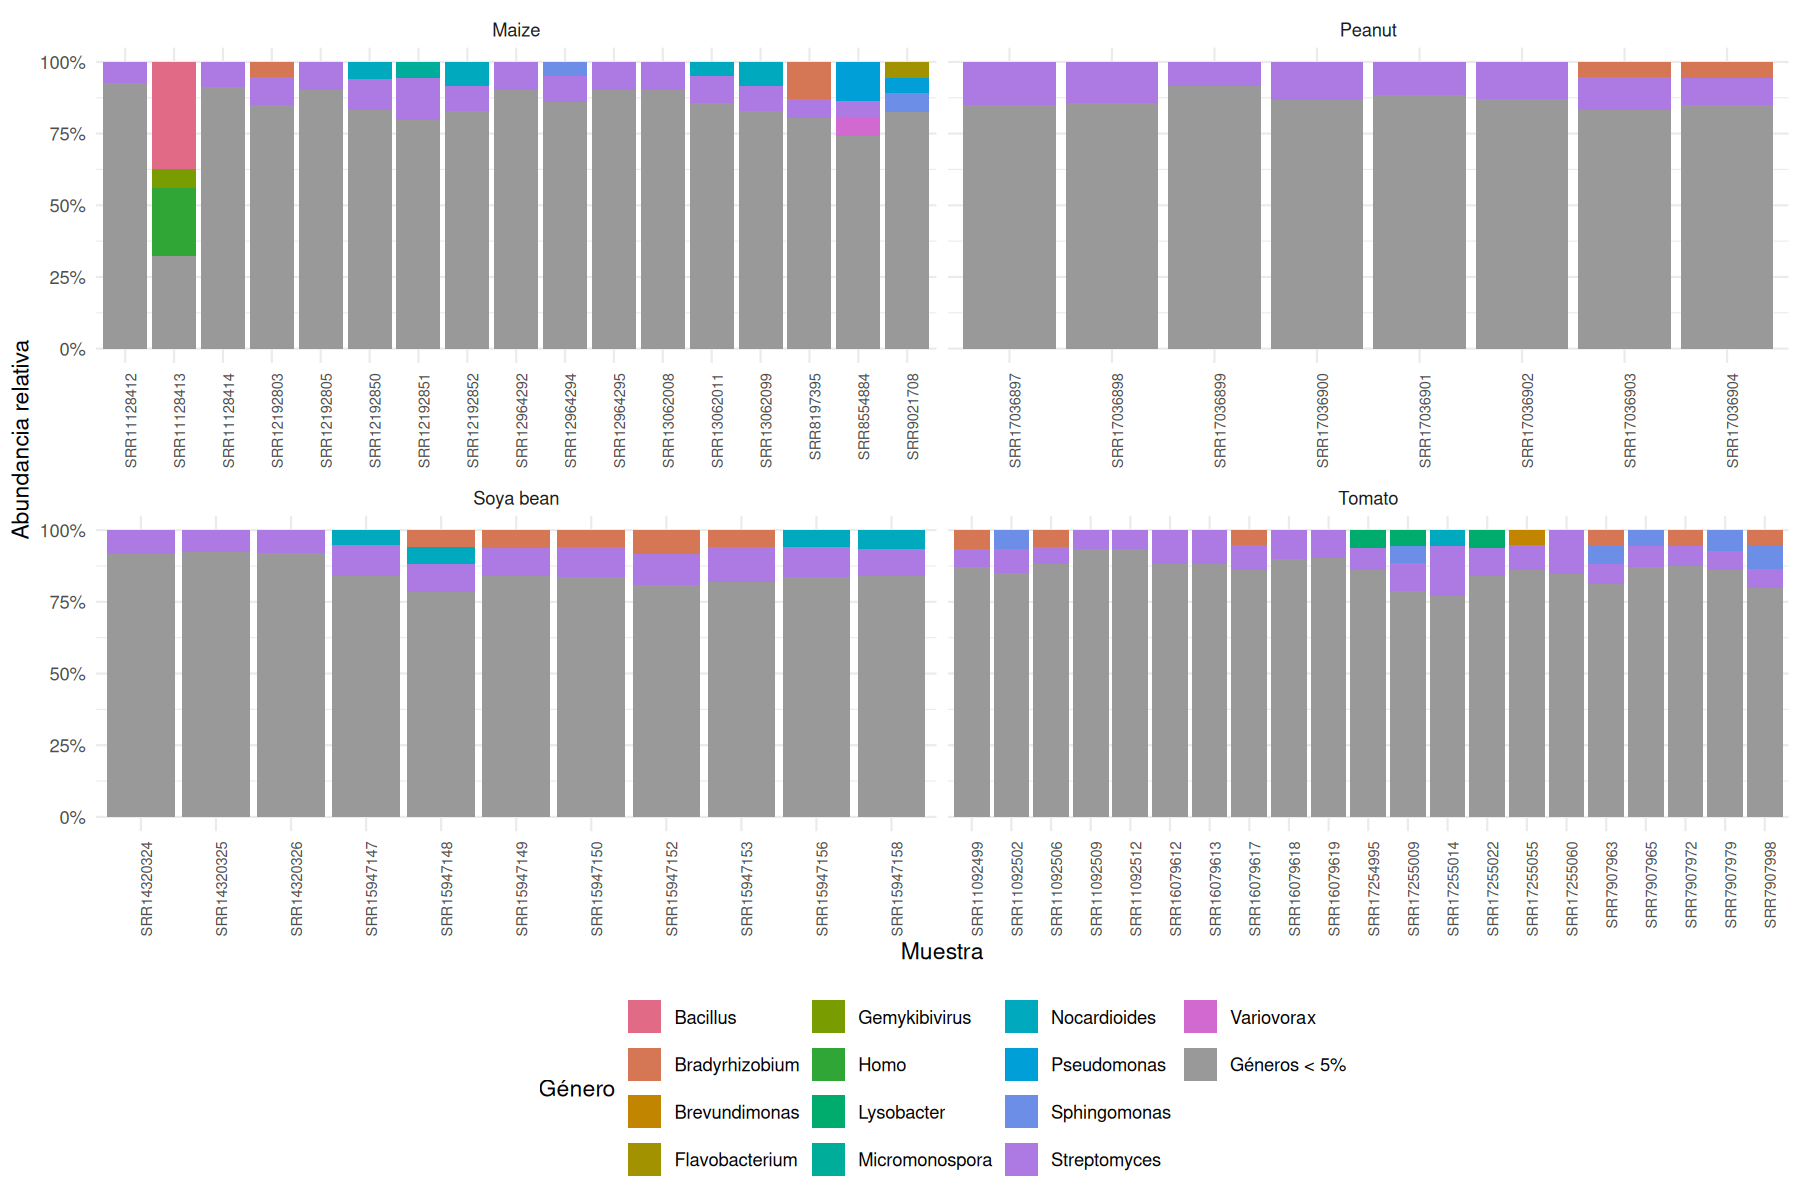 Maize
Peanut
100%
75%
50%
25%
0%
SRR11128412
SRR11128413
SRR11128414
SRR12192803
SRR12192805
SRR12192850
SRR12192851
SRR12192852
SRR12964292
SRR12964294
SRR12964295
SRR13062008
SRR13062011
SRR13062099
SRR8197395
SRR8554884
SRR9021708
SRR17036897
SRR17036898
SRR17036899
SRR17036900
SRR17036901
SRR17036902
SRR17036903
SRR17036904
Abundancia relativa
Soya bean
Tomato
100%
75%
50%
25%
0%
SRR14320324
SRR14320325
SRR14320326
SRR15947147
SRR15947148
SRR15947149
SRR15947150
SRR15947152
SRR15947153
SRR15947156
SRR15947158
SRR11092499
SRR11092502
SRR11092506
SRR11092509
SRR11092512
SRR16079612
SRR16079613
SRR16079617
SRR16079618
SRR16079619
SRR17254995
SRR17255009
SRR17255014
SRR17255022
SRR17255055
SRR17255060
SRR7907963
SRR7907965
SRR7907972
SRR7907979
SRR7907998
Muestra
Género
Bacillus
Bradyrhizobium
Brevundimonas
Flavobacterium
Gemykibivirus
Homo
Lysobacter
Micromonospora
Nocardioides
Pseudomonas
Sphingomonas
Streptomyces
Variovorax
Géneros < 5%